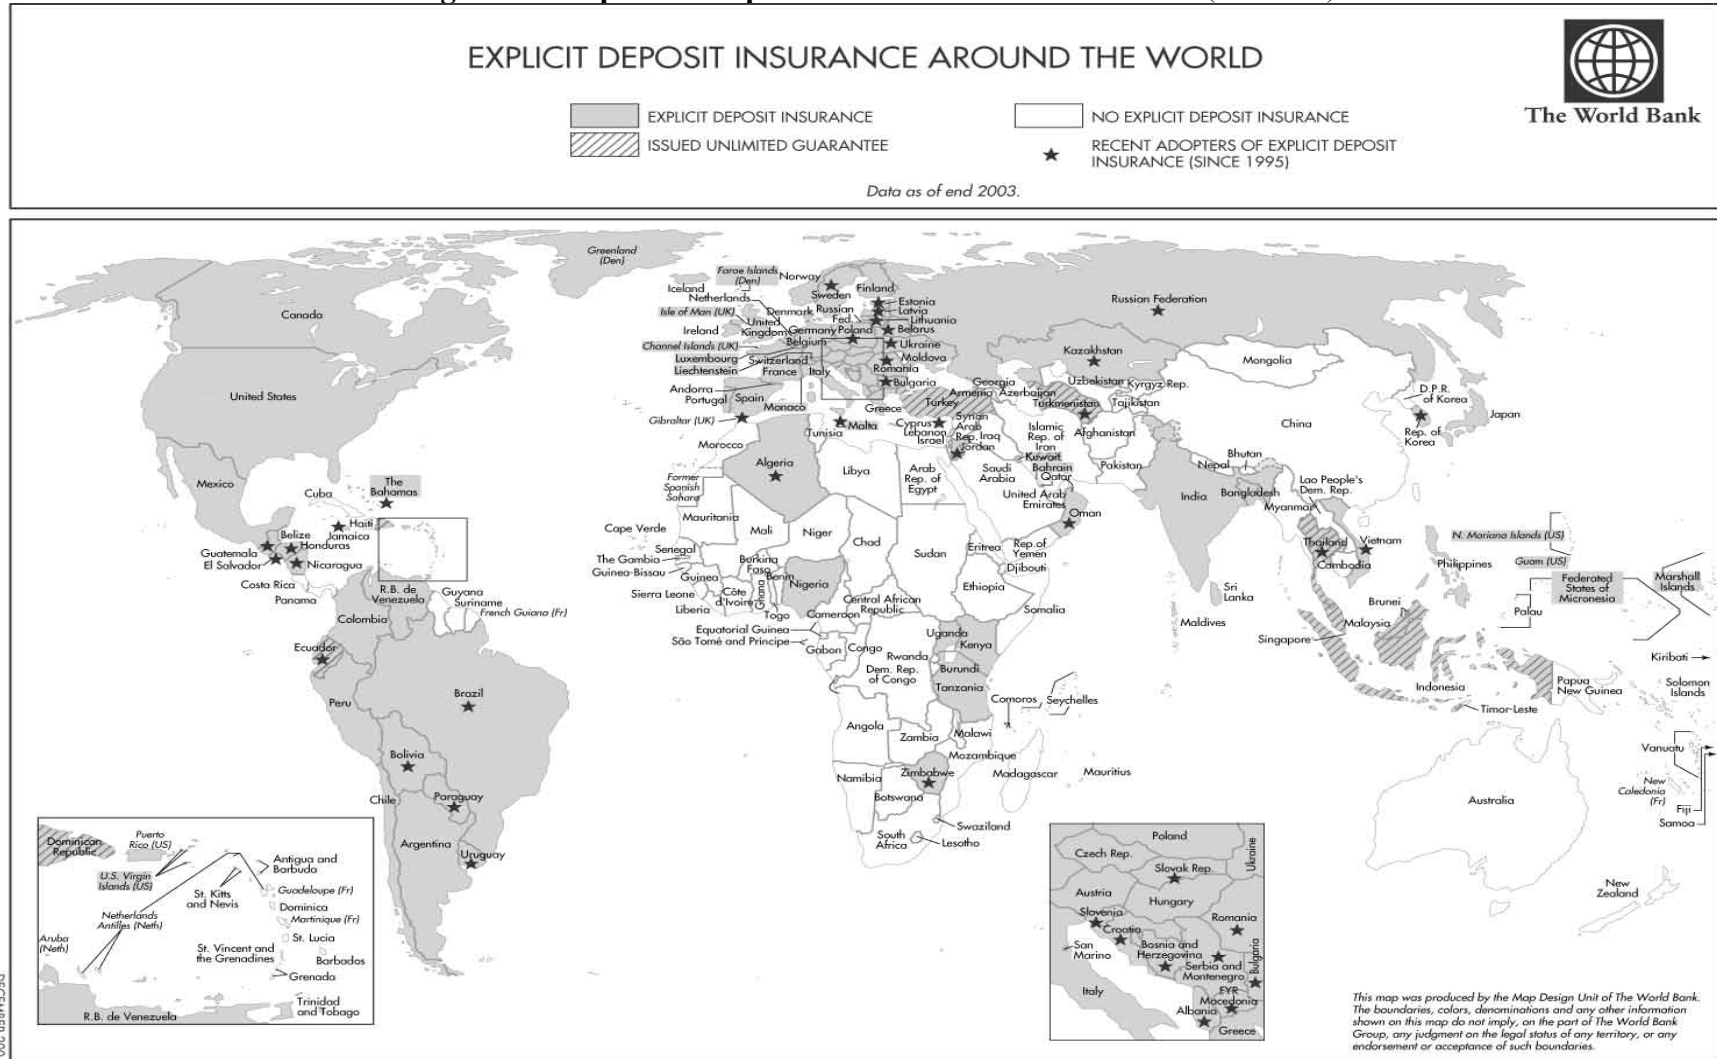 EXPLICIT DEPOSIT INSURANCE AROUND THE WORLD
EXPLICIT DEPOSIT INSURANCE
ISSUED UNLIMITED GUARANTEE
NO EXPLICIT DEPOSIT INSURANCE
RECENT ADOPTERS OF EXPLICIT DEPOSIT
INSURANCE (SINCE 1995)
Data as of end 2003.
The World Bank
Greenland
(Den)
Canada
United States
Mexico
Cuba
The
Bahamas
Haiti
Jamaica
Belize
Honduras
Guatemala
El Salvador
Nicaragua
Costa Rica
Panama
R.B. de
Venezuela
Guyana
Suriname
French Guiana (Fr)
Colombia
Ecuador
Peru
Brazil
Bolivia
Paraguay
Chile
Argentina
Uruguay
Faroe Islands
(Den)
Norway
Iceland
Sweden
Finland
Netherlands
Estonia
Isle of Man (UK)
Denmark
Russian
Fed.
Latvia
Lithuania
Ireland
United
Kingdom
Germany
Poland
Belarus
Channel Islands (UK)
Belgium
Ukraine
Luxembourg
Switzerland
Moldova
Liechtenstein
France
Italy
Romania
Andorra
Bulgaria
Portugal
Spain
Monaco
Greece
Gibraltar (UK)
Malta
Tunisia
Morocco
Algeria
Libya
Arab
Rep. of
Egypt
Former
Spanish
Sahara
Mauritania
Mali
Niger
Chad
Sudan
Eritrea
Djibouti
Ethiopia
Somalia
Cape Verde
Senegal
The Gambia
Guinea-Bissau
Guinea
Sierra Leone
Liberia
Côte
d'Ivoire
Burkina
Faso
Ghana
Benin
Togo
Nigeria
Cameroon
Central African
Republic
Equatorial Guinea
São Tomé and Príncipe
Gabon
Congo
Dem. Rep.
of Congo
Rwanda
Uganda
Kenya
Burundi
Tanzania
Comoros
Seychelles
Angola
Zambia
Malawi
Mozambique
Zimbabwe
Namibia
Botswana
Madagascar
Mauritius
Swaziland
South
Africa
Lesotho
Russian Federation
Kazakhstan
Mongolia
Georgia
Armenia
Azerbaijan
Uzbekistan
Kyrgyz Rep.
Turkey
Turkmenistan
Tajikistan
Cyprus
Lebanon
Israel
Syrian
Arab
Rep.
Iraq
Jordan
Islamic
Rep. of
Iran
Afghanistan
Kuwait
Bahrain
Qatar
Saudi
Arabia
United Arab
Emirates
Oman
Rep. of
Yemen
Pakistan
India
Nepal
Bhutan
Bangladesh
Myanmar
Lao People's
Dem. Rep.
China
D.P.R.
of Korea
Rep. of
Korea
Japan
Thailand
Vietnam
Cambodia
Philippines
Sri
Lanka
Maldives
Brunei
Malaysia
Singapore
Indonesia
Timor-Leste
Papua
New Guinea
N. Mariana Islands (US)
Guam (US)
Federated
States of
Micronesia
Marshall
Islands
Palau
Kiribati
Solomon
Islands
Vanuatu
New
Caledonia
(Fr)
Fiji
Samoa
Australia
New
Zealand
Dominican
Republic
Puerto
Rico (US)
U.S. Virgin
Islands (US)
Antigua and
Barbuda
St. Kitts
and Nevis
Guadeloupe (Fr)
Dominica
Martinique (Fr)
Netherlands
Antilles (Neth)
Aruba
(Neth)
St. Vincent and
the Grenadines
St. Lucia
Barbados
Grenada
Trinidad
and Tobago
R.B. de Venezuela
Poland
Czech Rep.
Ukraine
Slovak Rep.
Austria
Hungary
Slovenia
Romania
Croatia
San
Marino
Bosnia and
Herzegovina
Serbia and
Montenegro
Bulgaria
Italy
FYR
Macedonia
Albania
Greece
This map was produced by the Map Design Unit of The World Bank.
The boundaries, colors, denominations and any other information
shown on this map do not imply, on the part of The World Bank
Group, any judgment on the legal status of any territory, or any
endorsement or acceptance of such boundaries.